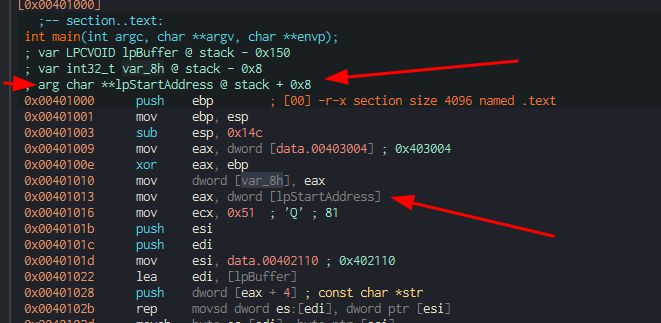 [0x00401000]
;-- section..text:
int main(int argc, char **argv, char **envp);
; var LPCVOID lpBuffer @ stack - 0x150
; var int32_t var_8h @ stack - 0x8
; arg char **lpStartAddress @ stack + 0x8
0x00401000 push ebp ; [00] -r-x section size 4096 named .text
0x00401001 mov ebp, esp
0x00401003 sub esp, 0x14c
0x00401009 mov eax, dword [data.00403004] ; 0x403004
0x0040100e xor eax, ebp
0x00401010 mov dword [var_8h], eax
0x00401013 mov eax, dword [lpStartAddress]
0x00401016 mov ecx, 0x51 ; 'Q' ; 81
0x0040101b push esi
0x0040101c push edi
0x0040101d mov esi, data.00402110 ; 0x402110
0x00401022 lea edi, [lpBuffer]
0x00401028 push dword [eax + 4] ; const char *str
0x0040102b rep movsd dword es:[edi], dword ptr [esi]